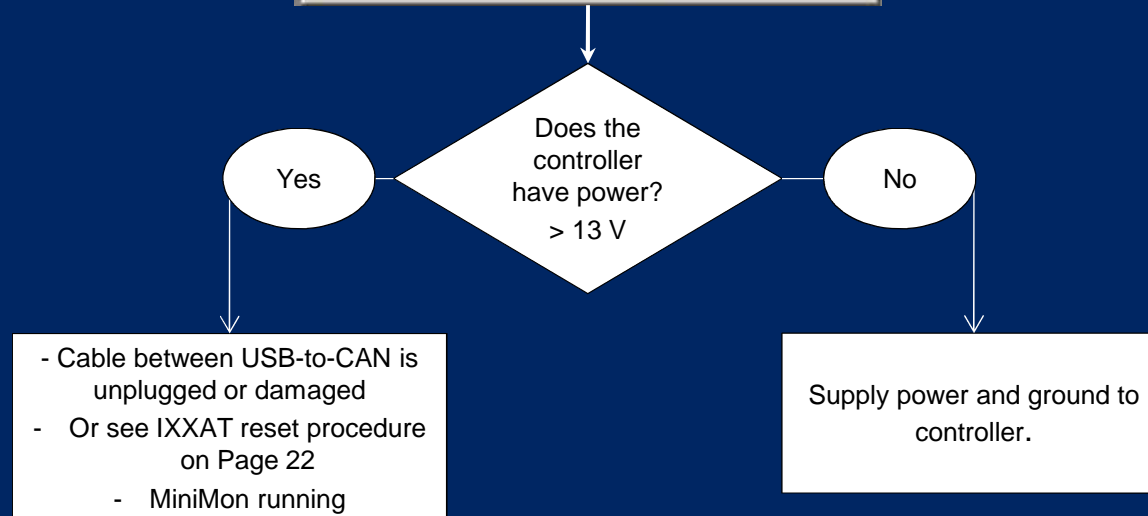 Does the
controller
have power?
> 13 V
Yes
No
- Cable between USB-to-CAN is
unplugged or damaged
- Or see IXXAT reset procedure
on Page 22
- MiniMon running
Supply power and ground to
controller.